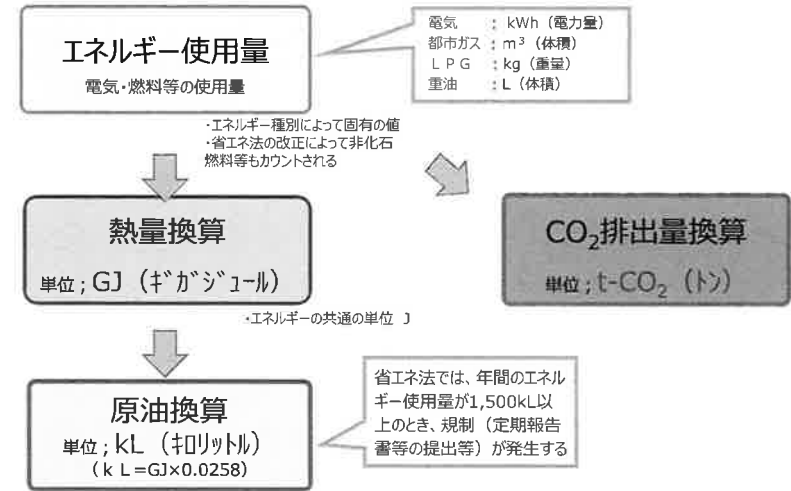 エネルギー使用量
電気・燃料等の使用量
電気　　：kWh（電力量）
都市ガス：m³（体積）
ＬＰＧ　：kg（重量）
重油　　：L（体積）
・エネルギー種別によって固有の値
・省エネ法の改正によって非化石
燃料等もカウントされる
熱量換算
単位；GJ（ｷﾞｶﾞｼﾞｭｰﾙ）
CO₂排出量換算
単位；t-CO₂（ﾄﾝ）
・エネルギーの共通の単位 J
原油換算
単位；kL（ｷﾛﾘｯﾄﾙ）
（ｋL=GJ×0.0258）
省エネ法では、年間のエネル
ギー使用量が1,500kL以
上のとき、規制（定期報告
書等の提出等）が発生する